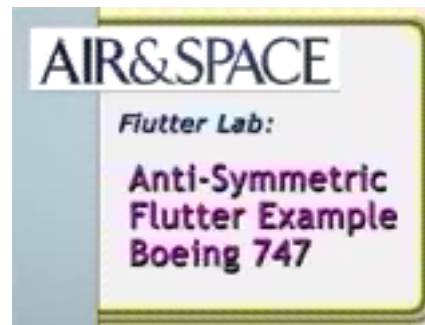 AIR&SPACE
Flutter Lab:
Anti-Symmetric
Flutter Example
Boeing 747